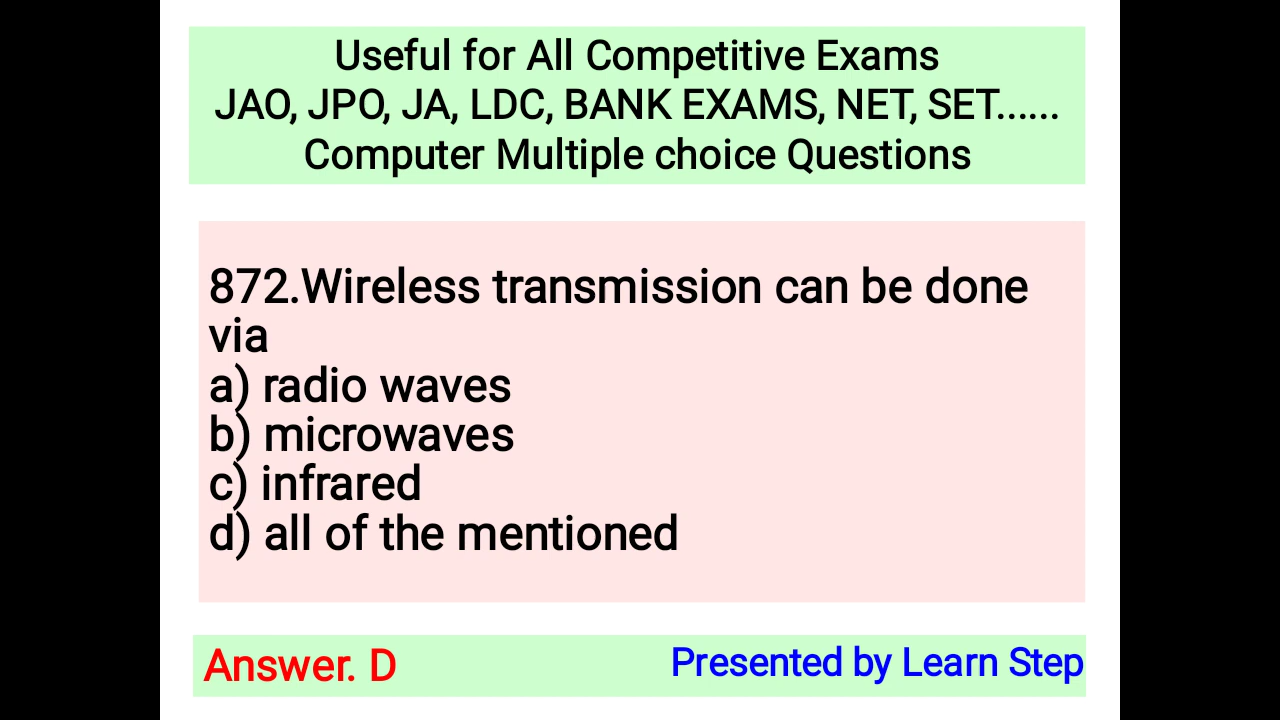 Useful for All Competitive Exams
JAO, JPO, JA, LDC, BANK EXAMS, NET, SET......
Computer Multiple choice Questions
872.Wireless transmission can be done
via
a) radio waves
b) microwaves
c) infrared
d) all of the mentioned
Answer. D
Presented by Learn Step